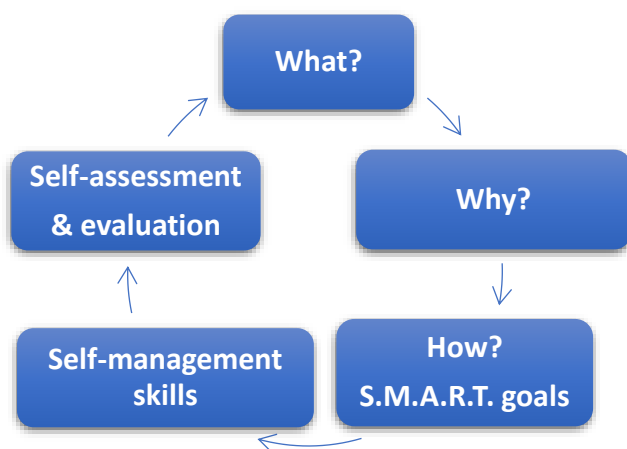 What?
Why?
How?
S.M.A.R.T. goals
Self-management
skills
Self-assessment
& evaluation